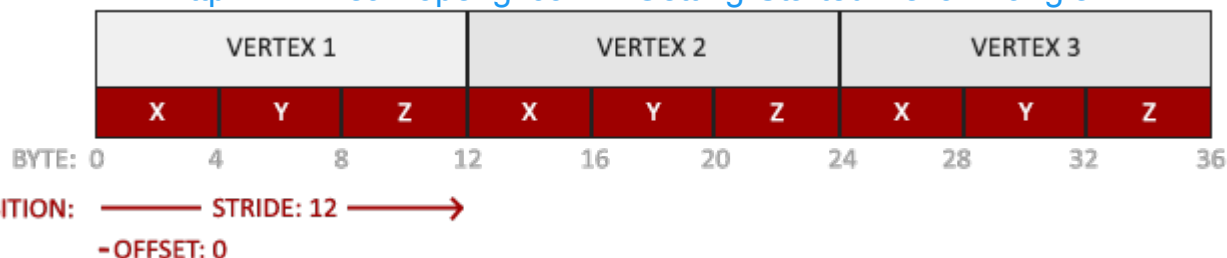 VERTEX 1 VERTEX 2 VERTEX 3
X Y Z X Y Z X Y Z
BYTE: 0 4 8 12 16 20 24 28 32 36
ITION: STRIDE: 12
-OFFSET: 0